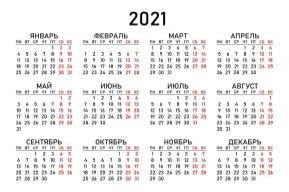 2021
ЯНВАРЬ ФЕВРАЛЬ МАРТ АПРЕЛЬ
ПН ВТ СР ЧТ ПТ СБ ВС ПН ВТ СР ЧТ ПТ СБ ВС ПН ВТ СР ЧТ ПТ СБ ВС ПН ВТ СР ЧТ ПТ СБ ВС
1 2 3 1 2 3 4 5 6 7 1 2 3 4 5 6 7 1 2 3 4
4 5 6 7 8 9 10 8 9 10 11 12 13 14 8 9 10 11 12 13 14 5 6 7 8 9 10 11
11 12 13 14 15 16 17 15 16 17 18 19 20 21 15 16 17 18 19 20 21 12 13 14 15 16 17 18
18 19 20 21 22 23 24 22 23 24 25 26 27 28 22 23 24 25 26 27 28 19 20 21 22 23 24 25
25 26 27 28 29 30 31 29 30 31 26 27 28 29 30
МАЙ ИЮНЬ ИЮЛЬ АВГУСТ
ПН ВТ СР ЧТ ПТ СБ ВС ПН ВТ СР ЧТ ПТ СБ ВС ПН ВТ СР ЧТ ПТ СБ ВС ПН ВТ СР ЧТ ПТ СБ ВС
1 2 1 2 3 4 5 6 1 2 3 4 1
3 4 5 6 7 8 9 7 8 9 10 11 12 13 5 6 7 8 9 10 11 2 3 4 5 6 7 8
10 11 12 13 14 15 16 14 15 16 17 18 19 20 12 13 14 15 16 17 18 9 10 11 12 13 14 15
17 18 19 20 21 22 23 21 22 23 24 25 26 27 19 20 21 22 23 24 25 16 17 18 19 20 21 22
24 25 26 27 28 29 30 28 29 30 26 27 28 29 30 31 23 24 25 26 27 28 29
31 30 31
СЕНТЯБРЬ ОКТЯБРЬ НОЯБРЬ ДЕКАБРЬ
ПН ВТ СР ЧТ ПТ СБ ВС ПН ВТ СР ЧТ ПТ СБ ВС ПН ВТ СР ЧТ ПТ СБ ВС ПН ВТ СР ЧТ ПТ СБ ВС
1 2 3 4 5 1 2 3 1 2 3 4 5 6 7 1 2 3 4 5
6 7 8 9 10 11 12 4 5 6 7 8 9 10 8 9 10 11 12 13 14 6 7 8 9 10 11 12
13 14 15 16 17 18 19 11 12 13 14 15 16 17 15 16 17 18 19 20 21 13 14 15 16 17 18 19
20 21 22 23 24 25 26 18 19 20 21 22 23 24 22 23 24 25 26 27 28 20 21 22 23 24 25 26
27 28 29 30 25 26 27 28 29 30 31 29 30 27 28 29 30 31